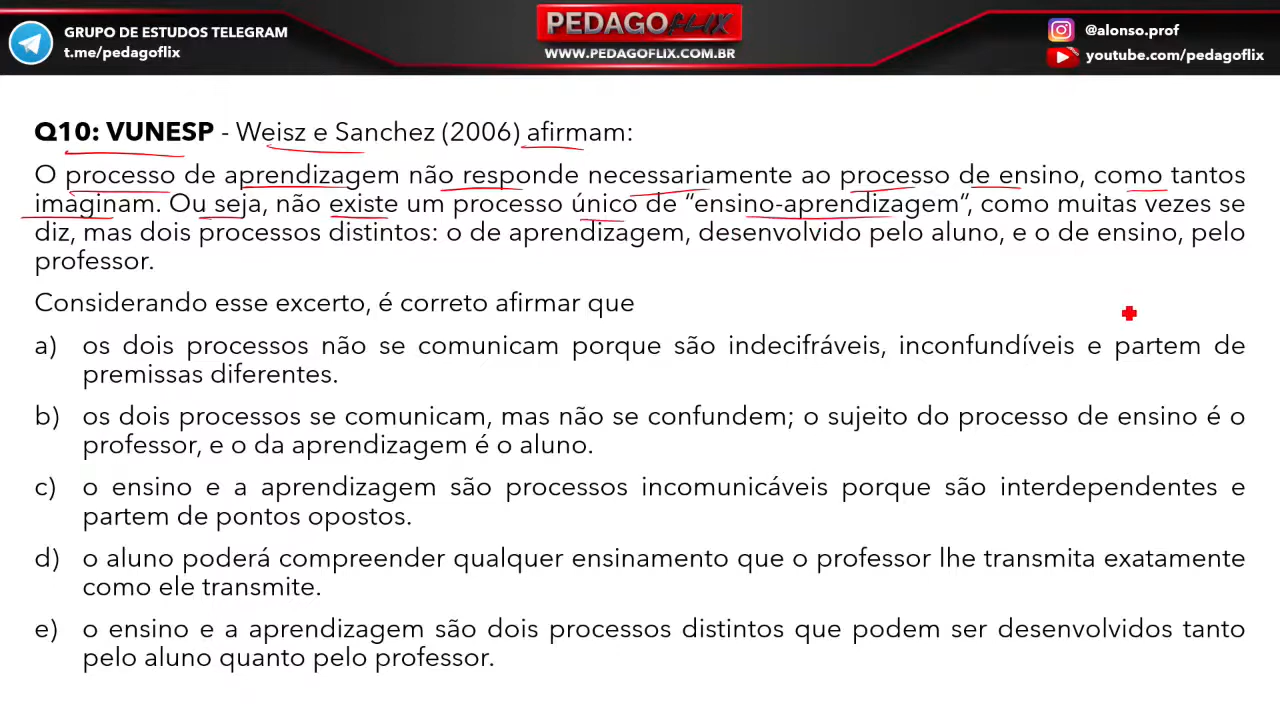 GRUPO DE ESTUDOS TELEGRAM
t.me/pedagoflix
PEDAGOFLIX
WWW.PEDAGOFLIX.COM.BR
@alonso.prof
youtube.com/pedagoflix
Q10: VUNESP - Weisz e Sanchez (2006) afirmam:
O processo de aprendizagem não responde necessariamente ao processo de ensino, como tantos
imaginam. Ou seja, não existe um processo único de “ensino-aprendizagem”, como muitas vezes se
diz, mas dois processos distintos: o de aprendizagem, desenvolvido pelo aluno, e o de ensino, pelo
professor.
Considerando esse excerto, é correto afirmar que
a) os dois processos não se comunicam porque são indecifráveis, inconfundíveis e partem de
premissas diferentes.
b) os dois processos se comunicam, mas não se confundem; o sujeito do processo de ensino é o
professor, e o da aprendizagem é o aluno.
c) o ensino e a aprendizagem são processos incomunicáveis porque são interdependentes e
partem de pontos opostos.
d) o aluno poderá compreender qualquer ensinamento que o professor lhe transmita exatamente
como ele transmite.
e) o ensino e a aprendizagem são dois processos distintos que podem ser desenvolvidos tanto
pelo aluno quanto pelo professor.